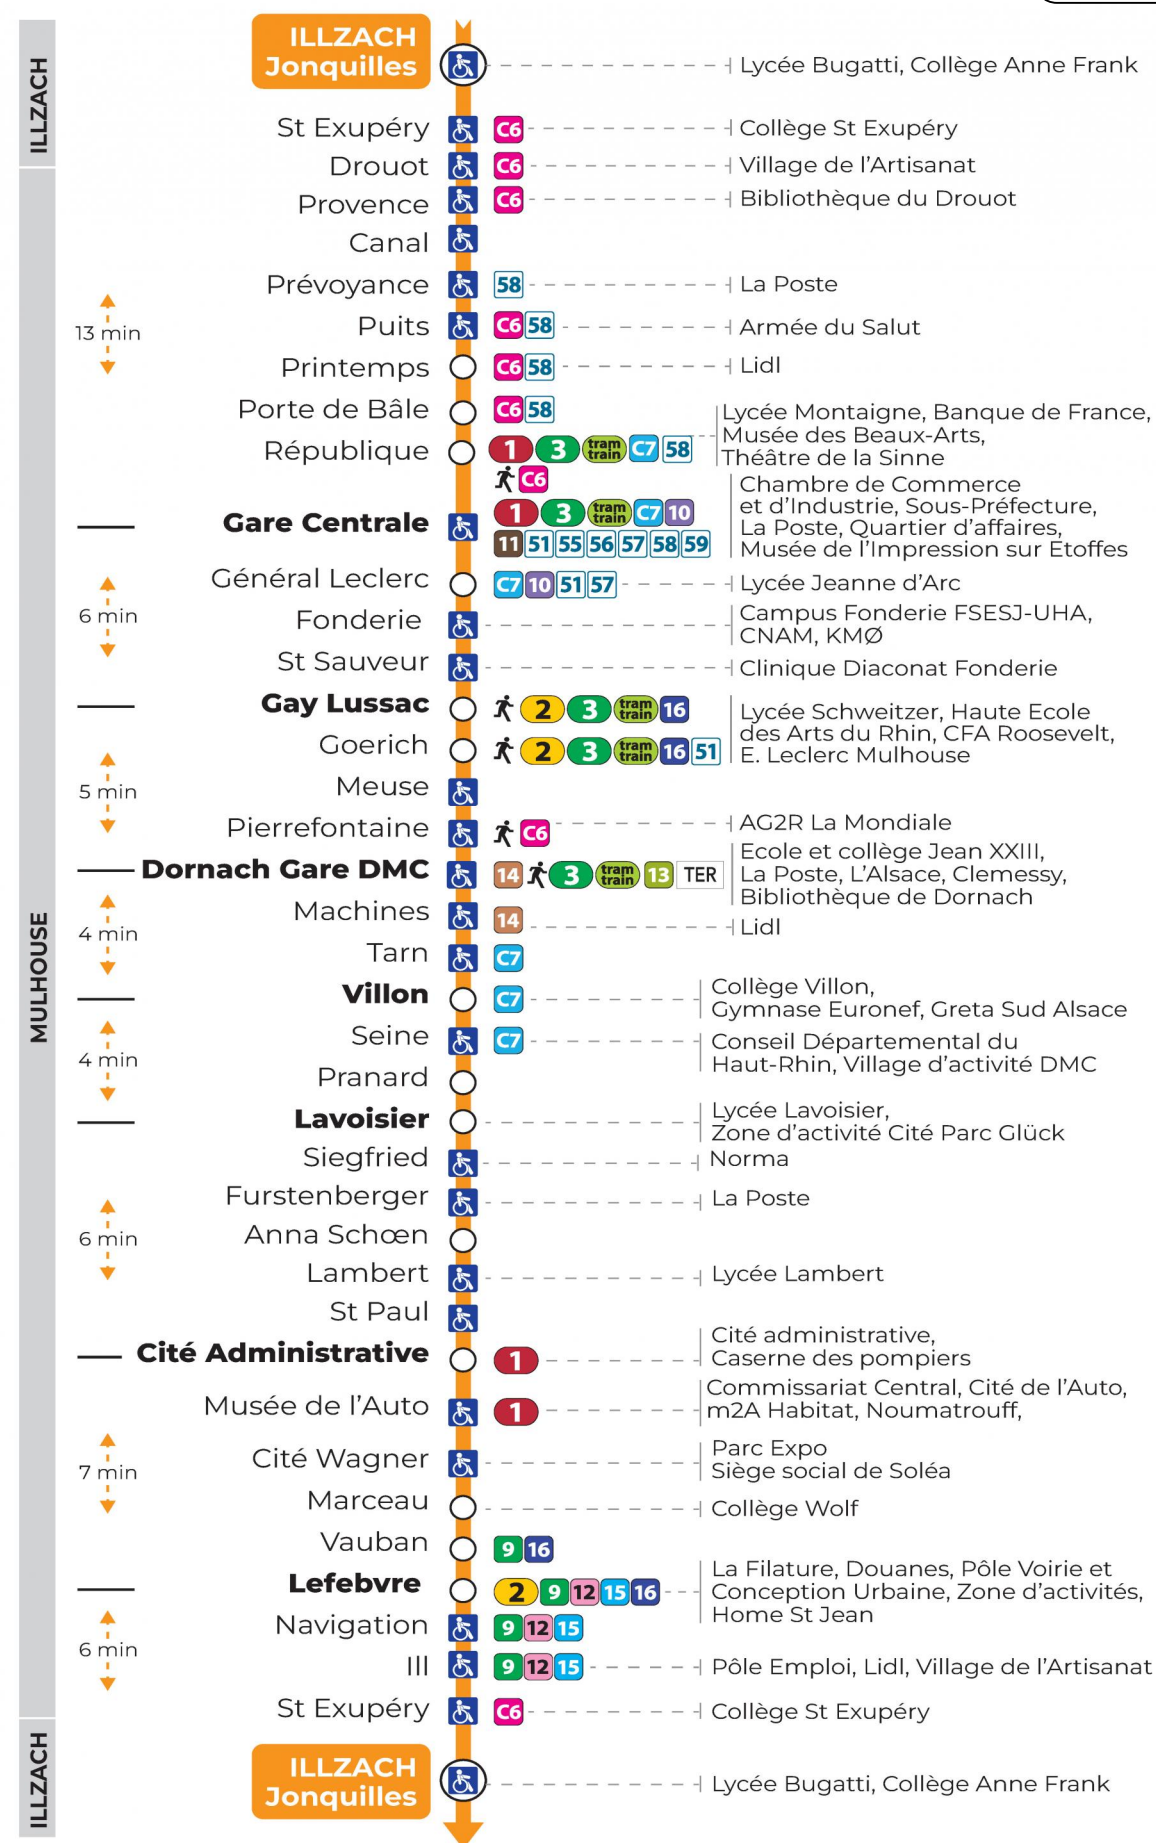 ILLZACH
ILLZACH
Jonquilles
Lycée Bugatti, Collège Anne Frank
St Exupéry C6 Collège St Exupéry
Drouot C6 Village de l'Artisanat
Provence C6 Bibliothèque du Drouot
Canal
Prévoyance 58 La Poste
13 min
Puits C6 58 Armée du Salut
Printemps C6 58 Lidl
Porte de Bâle C6 58
République 1 3 tram train C7 58
Lycée Montaigne, Banque de France,
Musée des Beaux-Arts,
Théâtre de la Sinne
C6
Gare Centrale 1 3 tram train C7 10
11 51 55 56 57 58 59
Chambre de Commerce
et d'Industrie, Sous-Préfecture,
La Poste, Quartier d'affaires,
Musée de l'Impression sur Etoffes
Général Leclerc C7 10 51 57 Lycée Jeanne d'Arc
6 min
Fonderie
Campus Fonderie FSESJ-UHA,
CNAM, KMØ
St Sauveur Clinique Diaconat Fonderie
Gay Lussac 2 3 tram train 16
Goerich 2 3 tram train 16 51
Lycée Schweitzer, Haute Ecole
des Arts du Rhin, CFA Roosevelt,
E. Leclerc Mulhouse
5 min
Meuse
Pierrefontaine C6 AG2R La Mondiale
Dornach Gare DMC 14 3 tram train 13 TER
Ecole et collège Jean XXIII,
La Poste, L'Alsace, Clemessy,
Bibliothèque de Dornach
MULHOUSE
Machines 14 Lidl
4 min
Tarn C7
Villon C7
Collège Villon,
Gymnase Euronef, Greta Sud Alsace
Seine C7
Conseil Départemental du
Haut-Rhin, Village d'activité DMC
4 min
Pranard
Lavoisier
Lycée Lavoisier,
Zone d'activité Cité Parc Glück
Siegfried Norma
Furstenberger La Poste
6 min
Anna Schœn
Lambert Lycée Lambert
St Paul
Cité Administrative 1
Cité administrative,
Caserne des pompiers
Musée de l'Auto 1
Commissariat Central, Cité de l'Auto,
m2A Habitat, Noumatrouff,
Cité Wagner
Parc Expo
Siège social de Soléa
7 min
Marceau Collège Wolf
Vauban 9 16
Lefebvre 2 9 12 15 16
La Filature, Douanes, Pôle Voirie et
Conception Urbaine, Zone d'activités,
Home St Jean
Navigation 9 12 15
6 min
Ill 9 12 15 Pôle Emploi, Lidl, Village de l'Artisanat
St Exupéry C6 Collège St Exupéry
ILLZACH
ILLZACH
Jonquilles
Lycée Bugatti, Collège Anne Frank